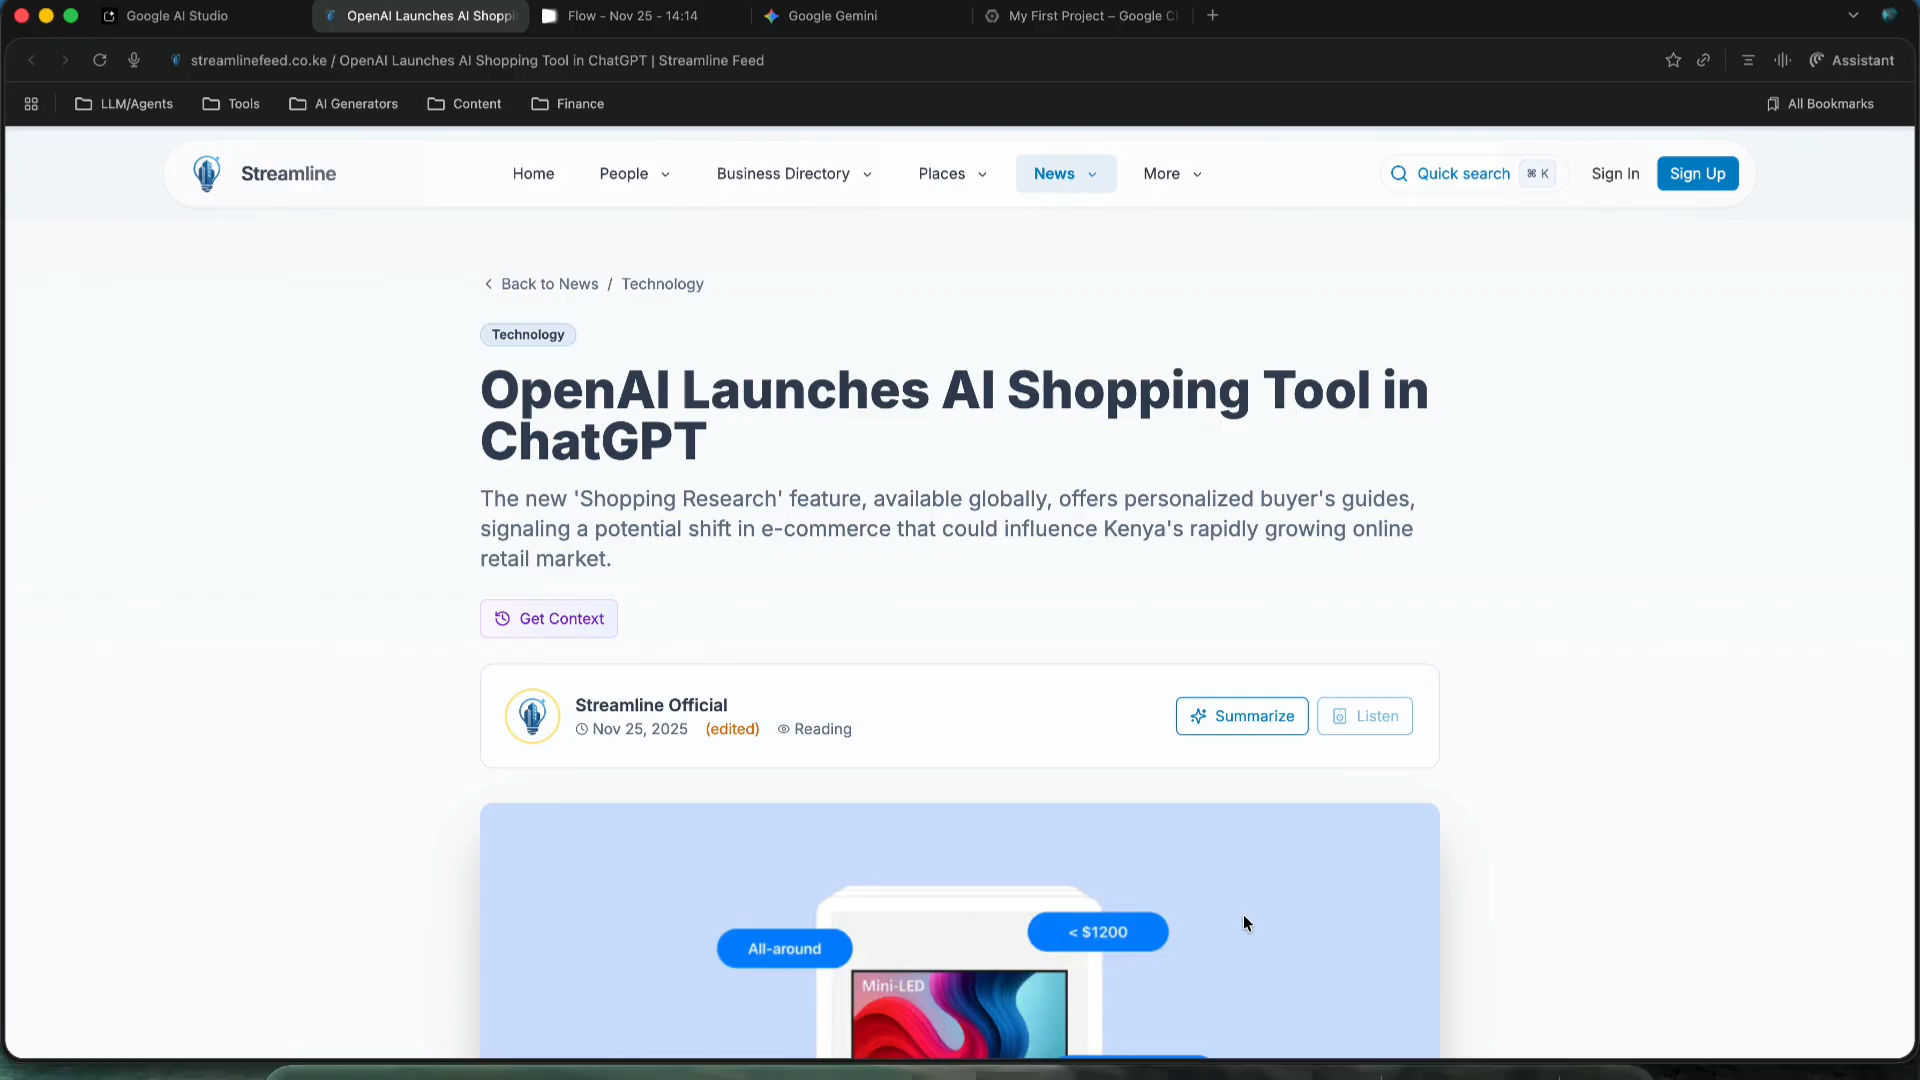 Google AI Studio
OpenAI Launches AI Shoppi
Flow - Nov 25 - 14:14
Google Gemini
My First Project – Google Cl
streamlinefeed.co.ke / OpenAI Launches AI Shopping Tool in ChatGPT | Streamline Feed
Assistant
LLM/Agents
Tools
AI Generators
Content
Finance
All Bookmarks
Streamline
Home
People
Business Directory
Places
News
More
Quick search
⌘ K
Sign In
Sign Up
Back to News / Technology
Technology
OpenAI Launches AI Shopping Tool in
ChatGPT
The new 'Shopping Research' feature, available globally, offers personalized buyer's guides,
signaling a potential shift in e-commerce that could influence Kenya's rapidly growing online
retail market.
Get Context
Streamline Official
Nov 25, 2025 (edited) Reading
Summarize
Listen
All-around
< $1200
Mini-LED